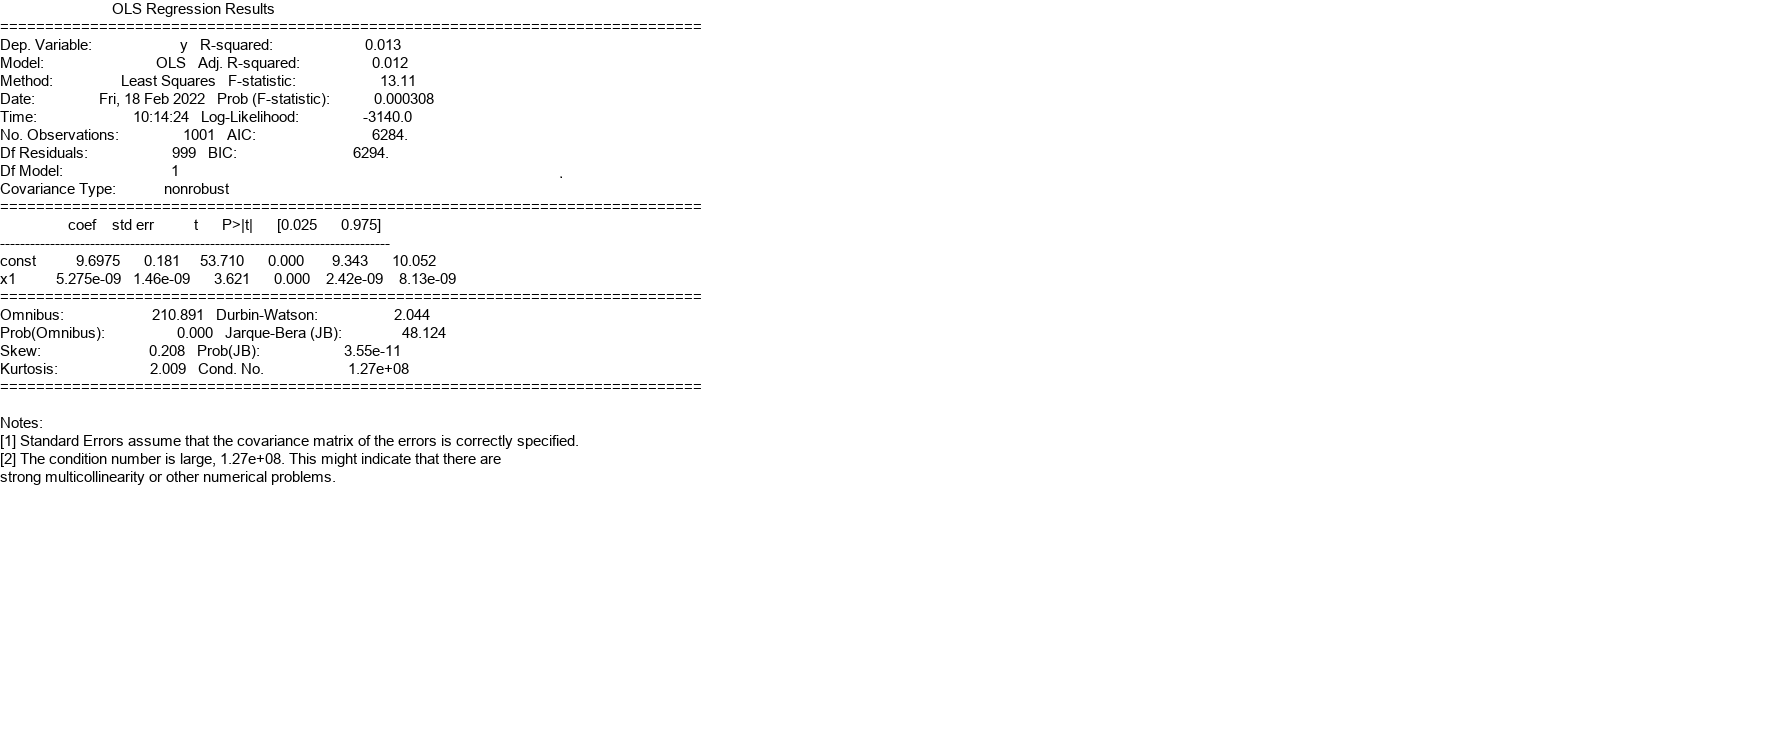 OLS Regression Results
==============================================================================
Dep. Variable: y R-squared: 0.013
Model: OLS Adj. R-squared: 0.012
Method: Least Squares F-statistic: 13.11
Date: Fri, 18 Feb 2022 Prob (F-statistic): 0.000308
Time: 10:14:24 Log-Likelihood: -3140.0
No. Observations: 1001 AIC: 6284.
Df Residuals: 999 BIC: 6294.
Df Model: 1 .
Covariance Type: nonrobust
==============================================================================
coef std err t P>|t| [0.025 0.975]
------------------------------------------------------------------------------
const 9.6975 0.181 53.710 0.000 9.343 10.052
x1 5.275e-09 1.46e-09 3.621 0.000 2.42e-09 8.13e-09
==============================================================================
Omnibus: 210.891 Durbin-Watson: 2.044
Prob(Omnibus): 0.000 Jarque-Bera (JB): 48.124
Skew: 0.208 Prob(JB): 3.55e-11
Kurtosis: 2.009 Cond. No. 1.27e+08
==============================================================================
Notes:
[1] Standard Errors assume that the covariance matrix of the errors is correctly specified.
[2] The condition number is large, 1.27e+08. This might indicate that there are
strong multicollinearity or other numerical problems.